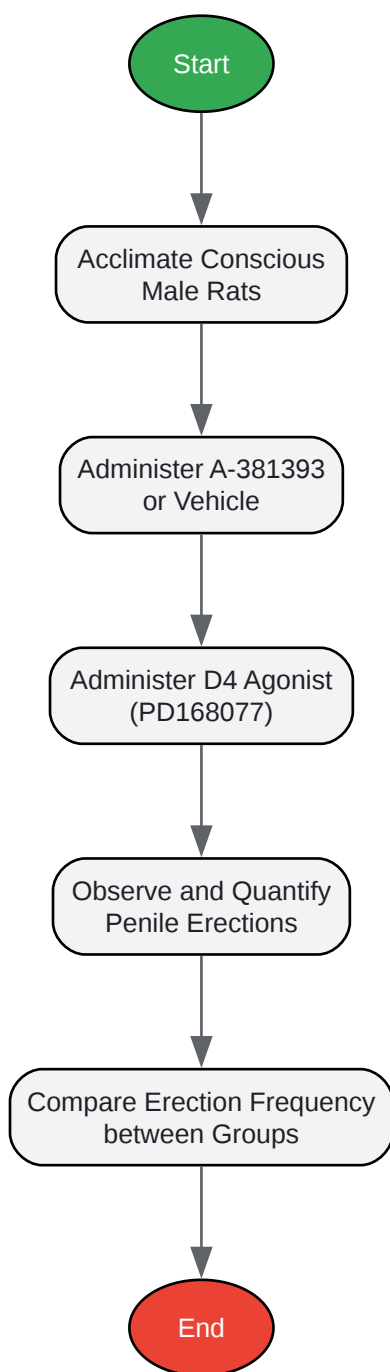 Start
Acclimate Conscious
Male Rats
Administer A-381393
or Vehicle
Administer D4 Agonist
(PD168077)
Observe and Quantify
Penile Erections
Compare Erection Frequency
between Groups
End